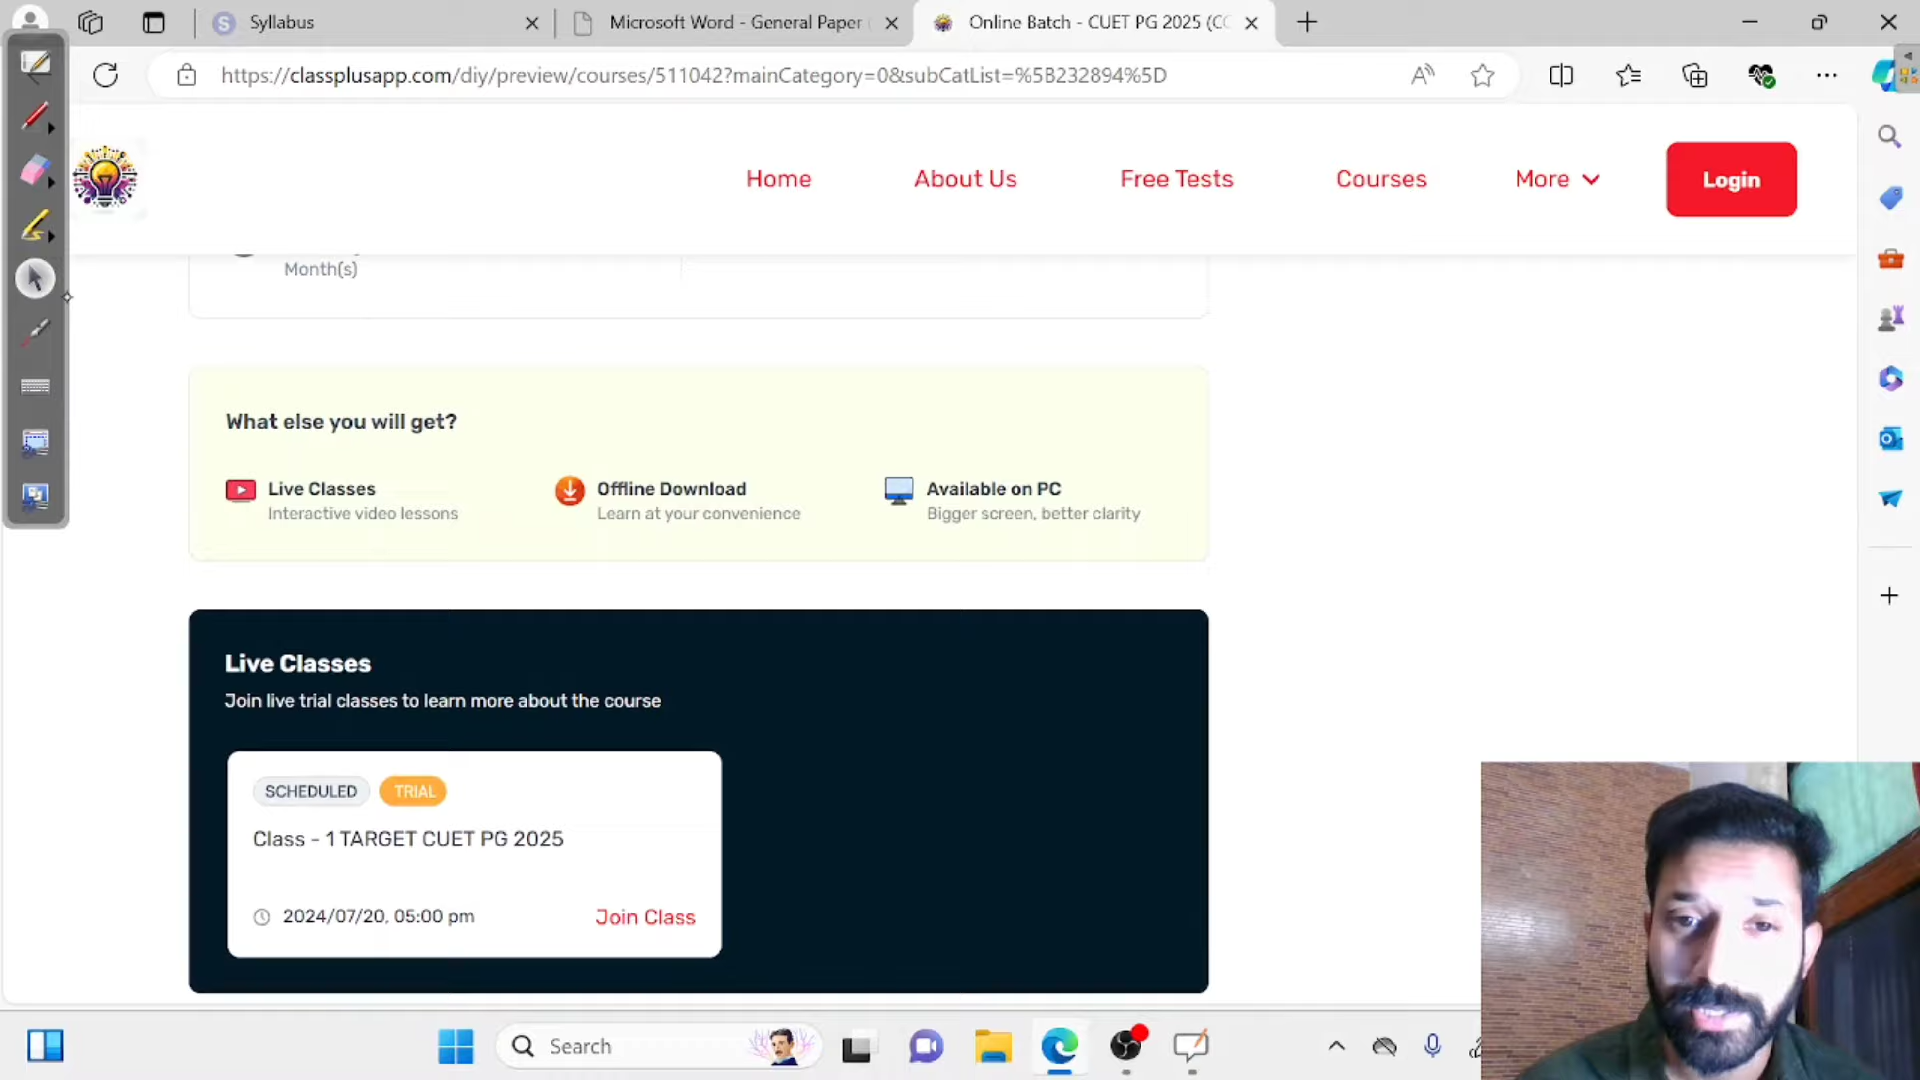 Syllabus
Microsoft Word - General Paper
Online Batch - CUET PG 2025 (CC
https://classplusapp.com/diy/preview/courses/511042?mainCategory=0&subCatList=%5B232894%5D
Home
About Us
Free Tests
Courses
More
Login
Month(s)
What else you will get?
Live Classes
Interactive video lessons
Offline Download
Learn at your convenience
Available on PC
Bigger screen, better clarity
Live Classes
Join live trial classes to learn more about the course
SCHEDULED
TRIAL
Class - 1 TARGET CUET PG 2025
2024/07/20, 05:00 pm
Join Class
Search